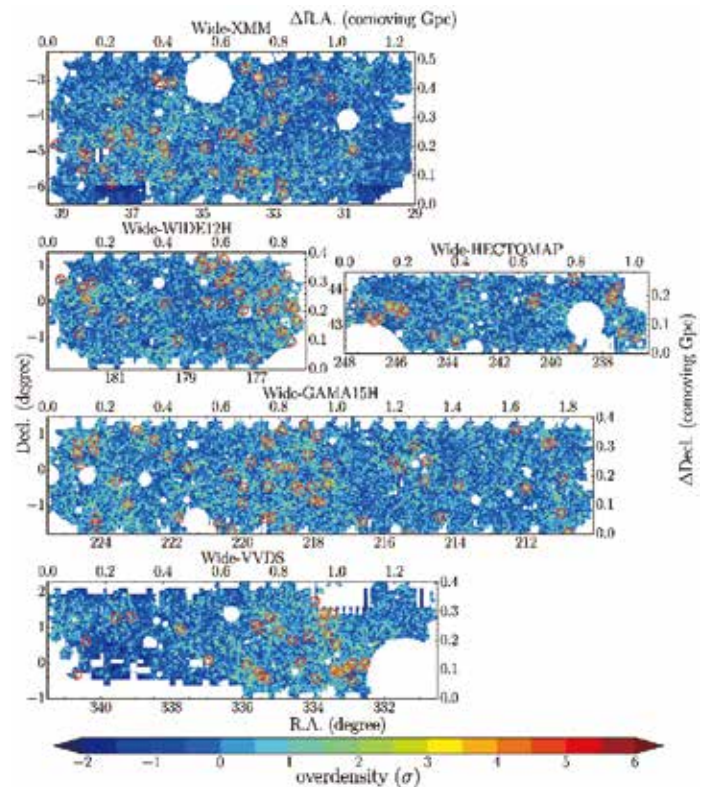 ΔR.A. (comoving Gpc)
Wide-XMM
0.0 0.2 0.4 0.6 0.8 1.0 1.2
−3 −4 −5 −6
0.5 0.4 0.3 0.2 0.1 0.0
39 37 35 33 31 29
Wide-WIDE12H
0.0 0.2 0.4 0.6 0.8
1 0 −1
0.4 0.3 0.2 0.1 0.0
181 179 177
Wide-HECTOMAP
0.0 0.2 0.4 0.6 0.8 1.0
44 43
0.2 0.1 0.0
248 246 244 242 240 238
Wide-GAMA15H
0.0 0.2 0.4 0.6 0.8 1.0 1.2 1.4 1.6 1.8
1 0 −1
0.4 0.3 0.2 0.1 0.0
224 222 220 218 216 214 212
Decl. (degree)
ΔDecl. (comoving Gpc)
Wide-VVDS
0.0 0.2 0.4 0.6 0.8 1.0 1.2
2 1 0 −1
0.4 0.3 0.2 0.1 0.0
340 338 336 334 332
R.A. (degree)
−2 −1 0 1 2 3 4 5 6
overdensity (σ)